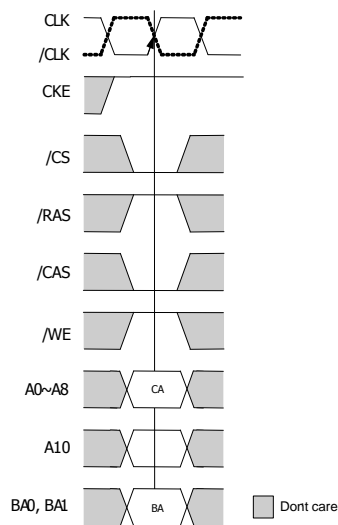 CLK
/CLK
CKE
/CS
/RAS
/CAS
/WE
A0~A8
CA
A10
BA0, BA1
BA
Dont care